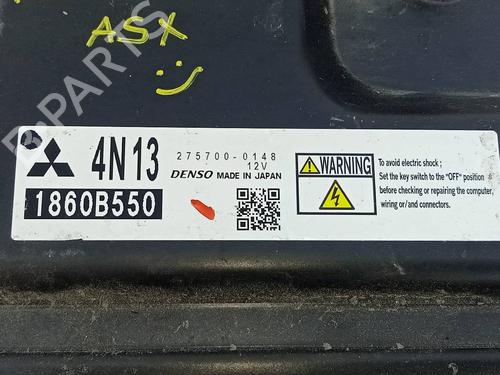 ASX
4N13
275700-0148
12V
DENSO MADE IN JAPAN
1860B550
WARNING
To avoid electric shock ;
Set the key switch to the "OFF" position
before checking or repairing the computer,
wiring or/and connectors.
B-PARTS